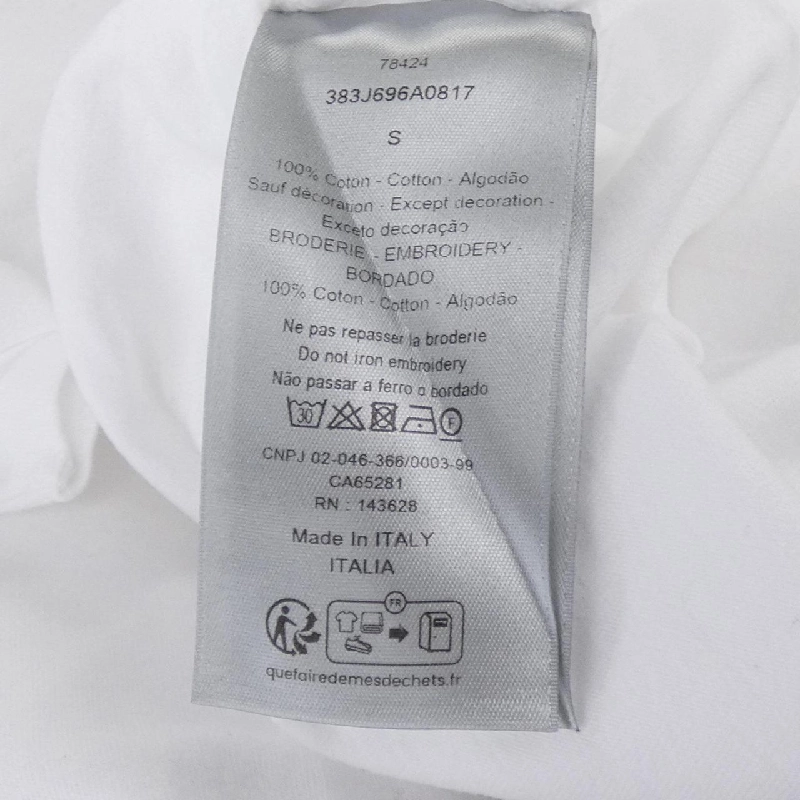 78424
383J696A0817
S
100% Coton - Cotton - Algodão
Sauf décoration - Except decoration -
Exceto decoração
BRODERIE - EMBROIDERY -
BORDADO
100% Coton - Cotton - Algodão
Ne pas repasser la broderie
Do not iron embroidery
Não passar a ferro o bordado
30 F
CNPJ 02-046-366/0003-99
CA65281
RN : 143628
Made In ITALY
ITALIA
FR
quefairedemesdechets.fr